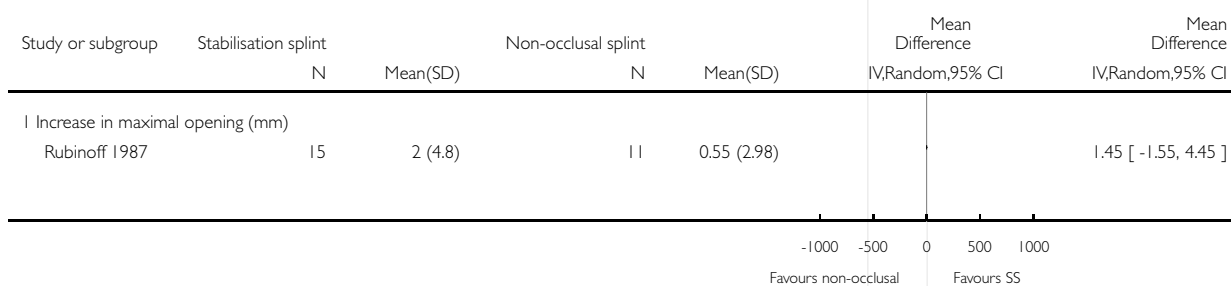 Mean Mean
Study or subgroup Stabilisation splint Non-occlusal splint Difference Difference
N Mean(SD) N Mean(SD) IV,Random,95% CI IV,Random,95% CI
1 Increase in maximal opening (mm)
Rubinoff 1987 15 2 (4.8) 11 0.55 (2.98) 1.45 [ -1.55, 4.45 ]
-1000 -500 0 500 1000
Favours non-occlusal Favours SS